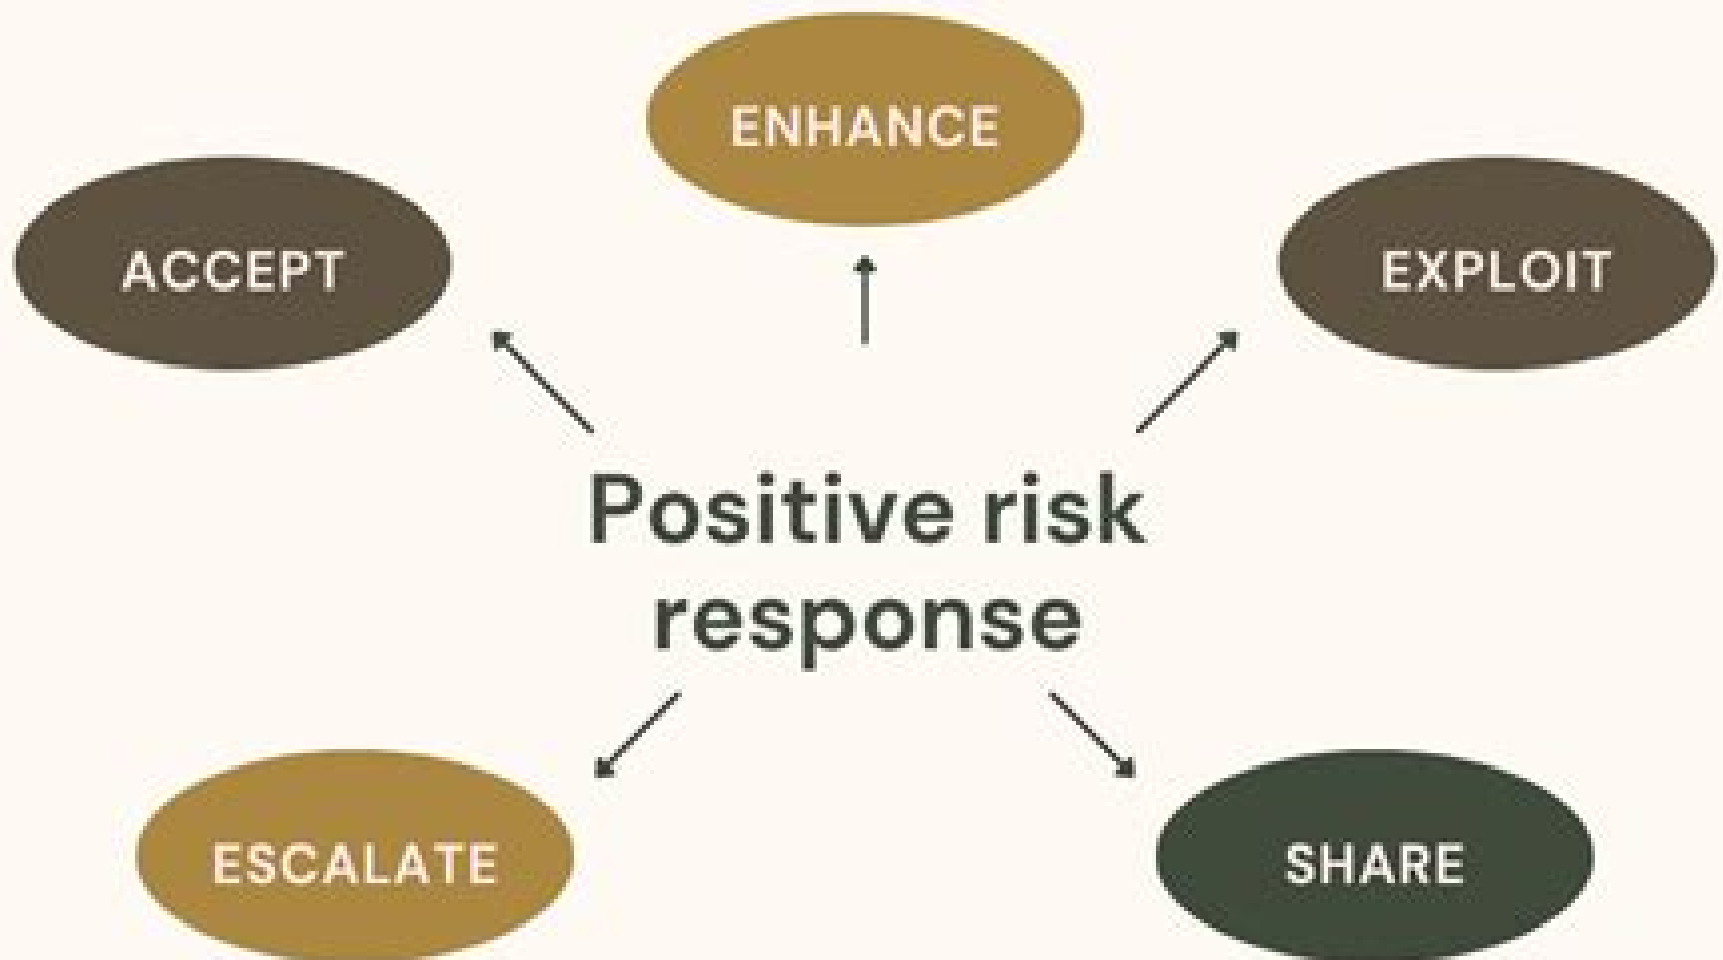 ENHANCE
ACCEPT
EXPLOIT
Positive risk
response
ESCALATE
SHARE